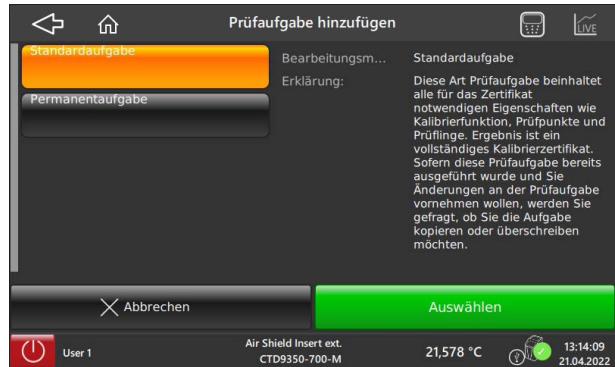 Prüfaufgabe hinzufügen
LIVE
Standardaufgabe
Permanentaufgabe
Bearbeitungsm...
Standardaufgabe
Erklärung:
Diese Art Prüfaufgabe beinhaltet
alle für das Zertifikat
notwendigen Eigenschaften wie
Kalibrierfunktion, Prüfpunkte und
Prüflinge. Ergebnis ist ein
vollständiges Kalibrierzertifikat.
Sofern diese Prüfaufgabe bereits
ausgeführt wurde und Sie
Änderungen an der Prüfaufgabe
vornehmen wollen, werden Sie
gefragt, ob Sie die Aufgabe
kopieren oder überschreiben
möchten.
Abbrechen
Auswählen
User 1
Air Shield Insert ext.
CTD9350-700-M
21,578 °C
13:14:09
21.04.2022